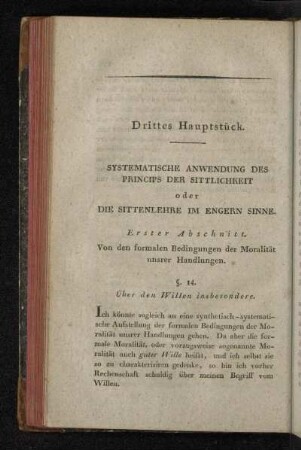 Drittes Hauptstück.
SYSTEMATISCHE ANWENDUNG DES
PRINCIPS DER SITTLICHKEIT
oder
DIE SITTENLEHRE IM ENGERN SINNE.
Erster Abschnitt.
Von den formalen Bedingungen der Moralität
unsrer Handlungen.
§. 14.
Über den Willen insbesondere.
Ich könnte sogleich an eine synthetisch-systemati-
sche Aufstellung der formalen Bedingungen der Mo-
ralität unsrer Handlungen gehen. Da aber die for-
male Moralität, oder vorzugsweise sogenannte Mo-
ralität auch guter Wille heißt, und ich selbst sie
so zu charakterisiren gedenke, so bin ich vorher
Rechenschaft schuldig über meinen Begriff vom
Willen.